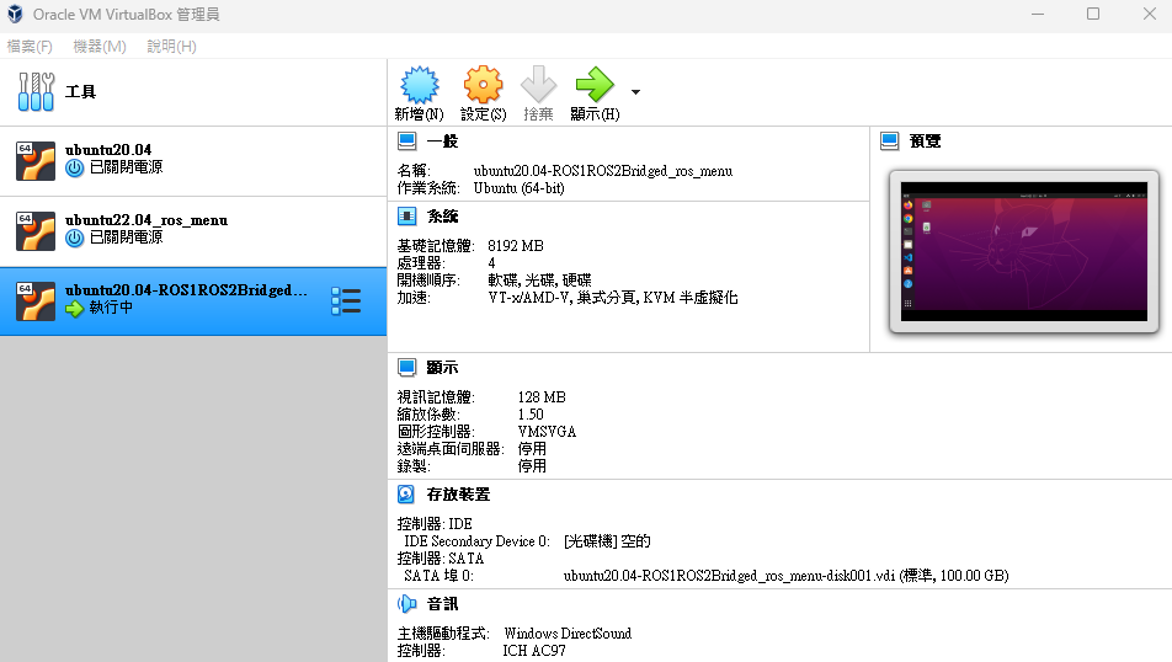 Oracle VM VirtualBox 管理員
檔案(F) 機器(M) 說明(H)
工具
新增(N) 設定(S) 捨棄 顯示(H)
64
ubuntu20.04
已關閉電源
64
ubuntu22.04_ros_menu
已關閉電源
64
ubuntu20.04-ROS1ROS2Bridged...
執行中
一般
名稱: ubuntu20.04-ROS1ROS2Bridged_ros_menu
作業系統: Ubuntu (64-bit)
預覽
系統
基礎記憶體: 8192 MB
處理器: 4
開機順序: 軟碟, 光碟, 硬碟
加速: VT-x/AMD-V, 巢式分頁, KVM 半虛擬化
顯示
視訊記憶體: 128 MB
縮放係數: 1.50
圖形控制器: VMSVGA
遠端桌面伺服器: 停用
錄製: 停用
存放裝置
控制器: IDE
IDE Secondary Device 0: [光碟機] 空的
控制器: SATA
SATA 埠 0: ubuntu20.04-ROS1ROS2Bridged_ros_menu-disk001.vdi (標準, 100.00 GB)
音訊
主機驅動程式: Windows DirectSound
控制器: ICH AC97